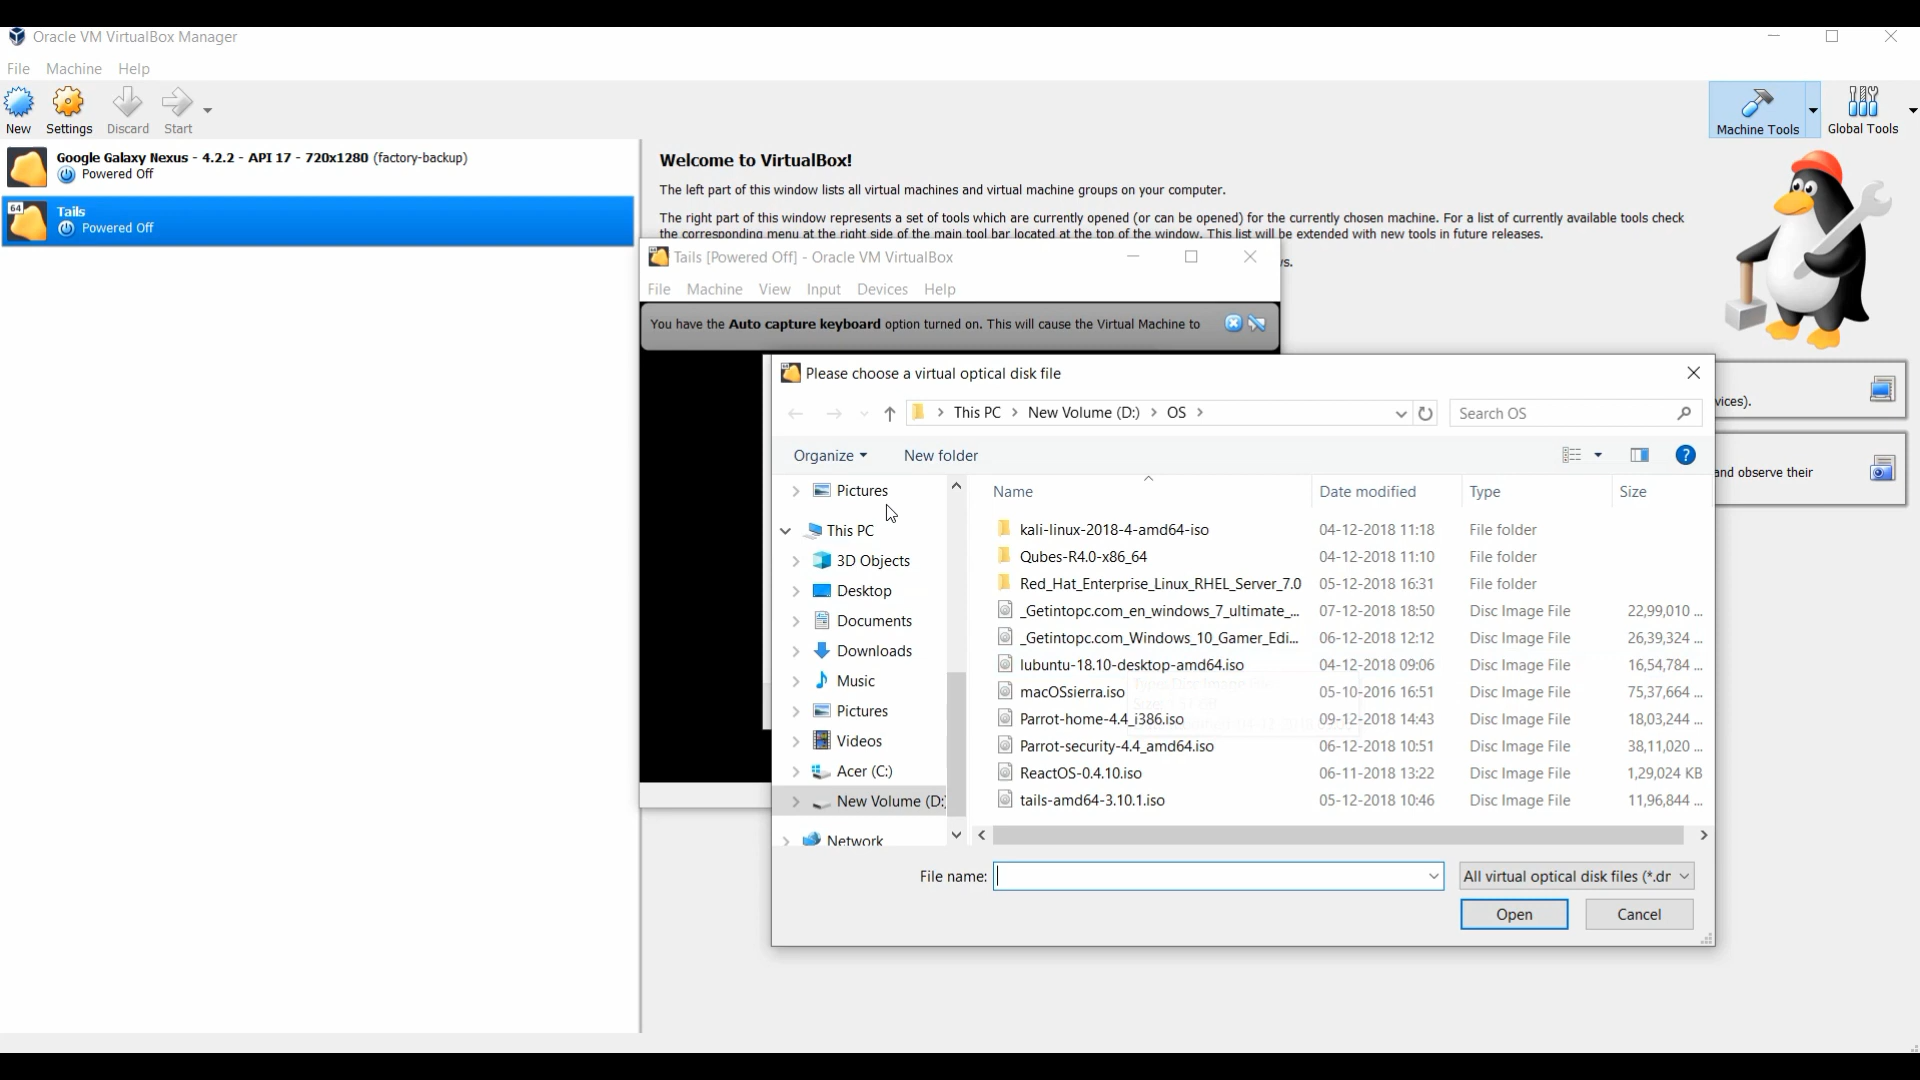 Oracle VM VirtualBox Manager
File Machine Help
New Settings Discard Start
Machine Tools Global Tools
Google Galaxy Nexus - 4.2.2 - API 17 - 720x1280 (factory-backup)
Powered Off
64
Tails
Powered Off
Welcome to VirtualBox!
The left part of this window lists all virtual machines and virtual machine groups on your computer.
The right part of this window represents a set of tools which are currently opened (or can be opened) for the currently chosen machine. For a list of currently available tools check
the corresponding menu at the right side of the main tool bar located at the top of the window. This list will be extended with new tools in future releases.
Tails [Powered Off] - Oracle VM VirtualBox
File Machine View Input Devices Help
You have the Auto capture keyboard option turned on. This will cause the Virtual Machine to
vices).
and observe their
Please choose a virtual optical disk file
This PC > New Volume (D:) > OS >
Search OS
Organize New folder
Pictures
This PC
3D Objects
Desktop
Documents
Downloads
Music
Pictures
Videos
Acer (C:)
New Volume (D:
Network
Name Date modified Type Size
kali-linux-2018-4-amd64-iso 04-12-2018 11:18 File folder
Qubes-R4.0-x86_64 04-12-2018 11:10 File folder
Red_Hat_Enterprise_Linux_RHEL_Server_7.0 05-12-2018 16:31 File folder
_Getintopc.com_en_windows_7_ultimate_... 07-12-2018 18:50 Disc Image File 22,99,010 ...
_Getintopc.com_Windows_10_Gamer_Edi... 06-12-2018 12:12 Disc Image File 26,39,324 ...
lubuntu-18.10-desktop-amd64.iso 04-12-2018 09:06 Disc Image File 16,54,784 ...
macOSsierra.iso 05-10-2016 16:51 Disc Image File 75,37,664 ...
Parrot-home-4.4_i386.iso 09-12-2018 14:43 Disc Image File 18,03,244 ...
Parrot-security-4.4_amd64.iso 06-12-2018 10:51 Disc Image File 38,11,020 ...
ReactOS-0.4.10.iso 06-11-2018 13:22 Disc Image File 1,29,024 KB
tails-amd64-3.10.1.iso 05-12-2018 10:46 Disc Image File 11,96,844 ...
File name: All virtual optical disk files (*.dr
Open Cancel